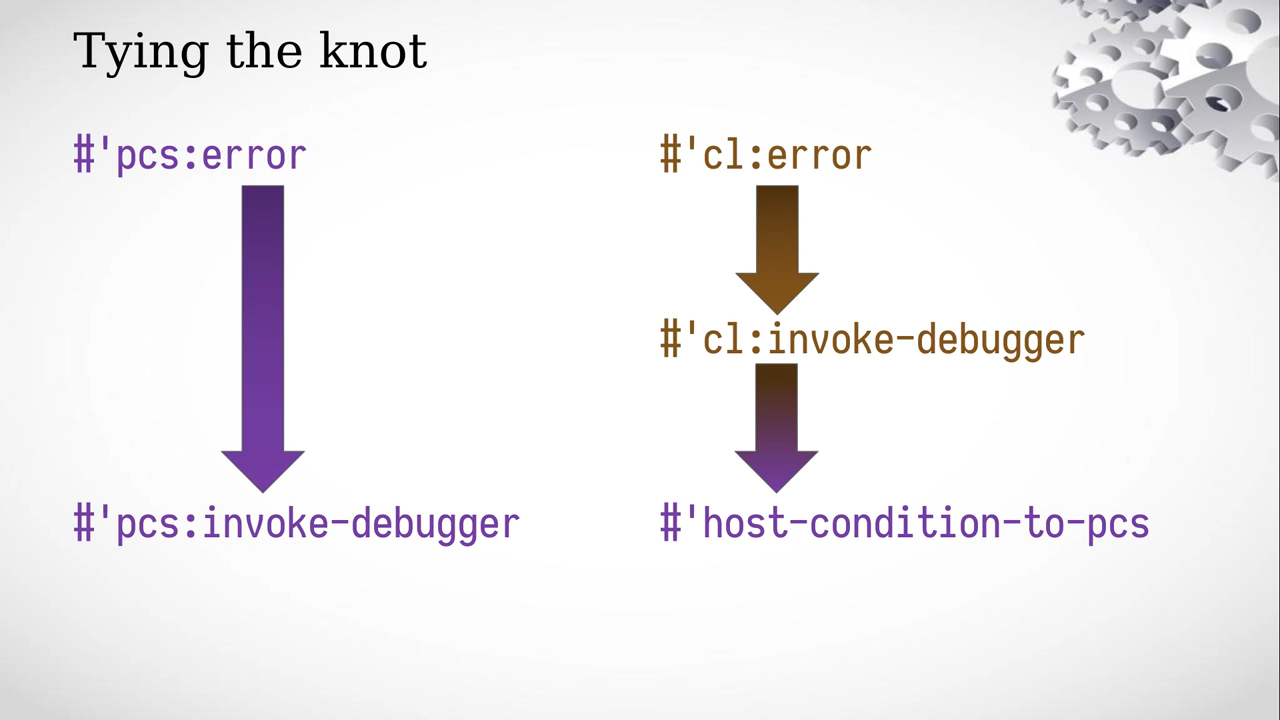 Tying the knot
#'pcs:error
#'cl:error
#'cl:invoke-debugger
#'pcs:invoke-debugger
#'host-condition-to-pcs